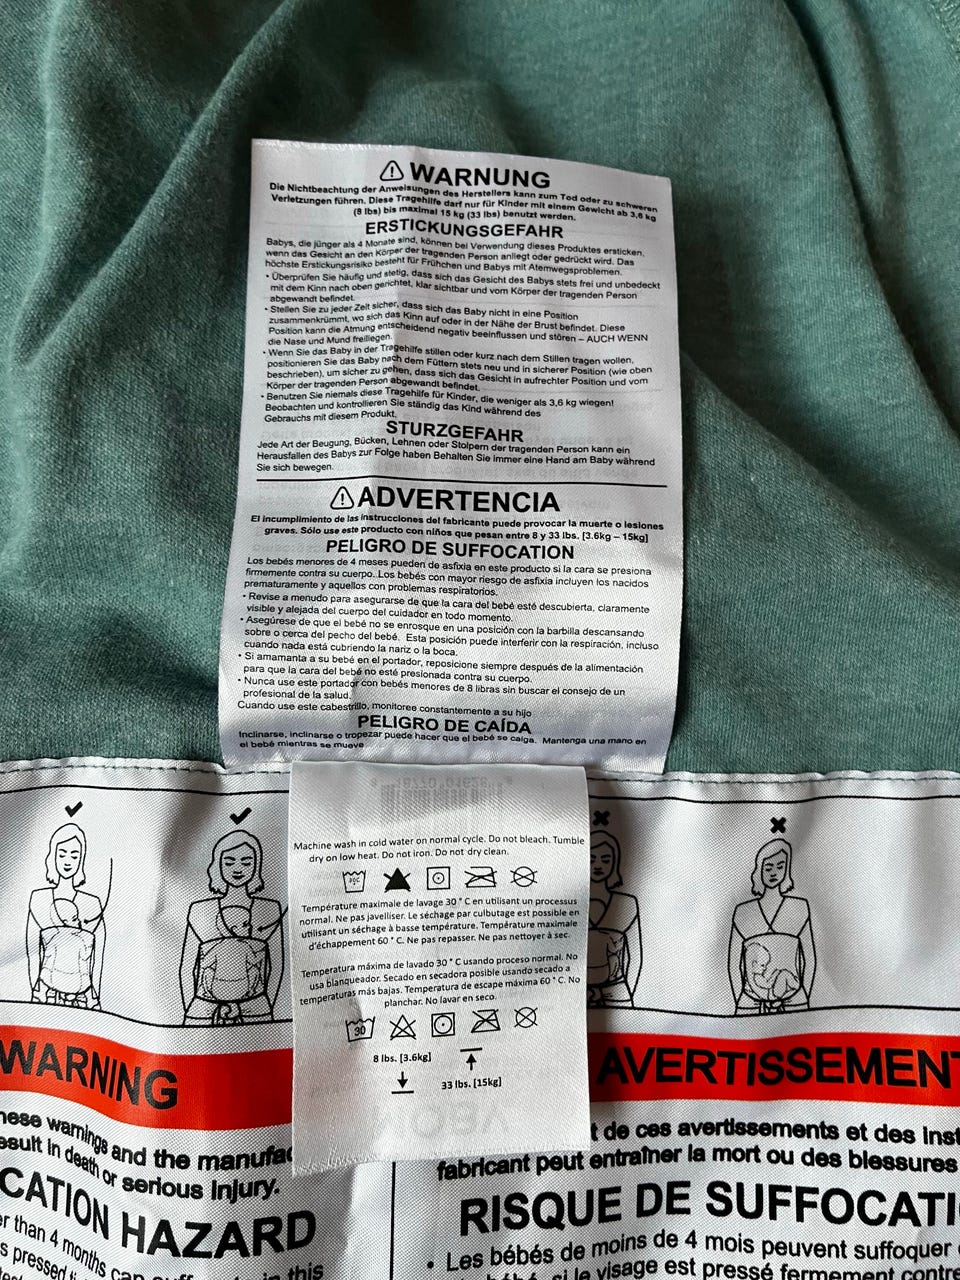 WARNUNG
Die Nichtbeachtung der Anweisungen des Herstellers kann zum Tod oder zu schweren
Verletzungen führen. Diese Tragehilfe darf nur für Kinder mit einem Gewicht ab 3,6 kg
(8 lbs) bis maximal 15 kg (33 lbs) benutzt werden.
ERSTICKUNGSGEFAHR
Babys, die jünger als 4 Monate sind, können bei Verwendung dieses Produktes ersticken,
wenn das Gesicht an den Körper der tragenden Person anliegt oder gedrückt wird. Das
höchste Erstickungsrisiko besteht für Frühchen und Babys mit Atemwegsproblemen.
• Überprüfen Sie häufig und stetig, dass sich das Gesicht des Babys stets frei und unbedeckt
mit dem Kinn nach oben gerichtet, klar sichtbar und vom Körper der tragenden Person
abgewandt befindet.
• Stellen Sie zu jeder Zeit sicher, dass sich das Baby nicht in eine Position
zusammenkrümmt, wo sich das Kinn auf oder in der Nähe der Brust befindet. Diese
Position kann die Atmung entscheidend negativ beeinflussen und stören – AUCH WENN
die Nase und Mund freiliegen.
• Wenn Sie das Baby in der Tragehilfe stillen oder kurz nach dem Stillen tragen wollen,
positionieren Sie das Baby nach dem Füttern stets neu und in sicherer Position (wie oben
beschrieben), um sicher zu gehen, dass sich das Gesicht in aufrechter Position und vom
Körper der tragenden Person abgewandt befindet.
• Benutzen Sie niemals diese Tragehilfe für Kinder, die weniger als 3,6 kg wiegen!
Beobachten und kontrollieren Sie ständig das Kind während des
Gebrauchs mit diesem Produkt.
STURZGEFAHR
Jede Art der Beugung, Bücken, Lehnen oder Stolpern der tragenden Person kann ein
Herausfallen des Babys zur Folge haben Behalten Sie immer eine Hand am Baby während
Sie sich bewegen.
ADVERTENCIA
El incumplimiento de las instrucciones del fabricante puede provocar la muerte o lesiones
graves. Sólo use este producto con niños que pesan entre 8 y 33 lbs. [3.6kg – 15kg]
PELIGRO DE SUFFOCATION
Los bebés menores de 4 meses pueden de asfixia en este producto si la cara se presiona
firmemente contra su cuerpo. Los bebés con mayor riesgo de asfixia incluyen los nacidos
prematuramente y aquellos con problemas respiratorios.
• Revise a menudo para asegurarse de que la cara del bebé esté descubierta, claramente
visible y alejada del cuerpo del cuidador en todo momento.
• Asegúrese de que el bebé no se enrosque en una posición con la barbilla descansando
sobre o cerca del pecho del bebé. Esta posición puede interferir con la respiración, incluso
cuando nada está cubriendo la nariz o la boca.
• Si amamanta a su bebé en el portador, reposicione siempre después de la alimentación
para que la cara del bebé no esté presionada contra su cuerpo.
• Nunca use este portador con bebés menores de 8 libras sin buscar el consejo de un
profesional de la salud.
Cuando use este cabestrillo, monitoree constantemente a su hijo
PELIGRO DE CAÍDA
Inclinarse, inclinarse o tropezar puede hacer que el bebé se caiga. Mantenga una mano en
el bebé mientras se mueve
Machine wash in cold water on normal cycle. Do not bleach. Tumble
dry on low heat. Do not iron. Do not dry clean.
Température maximale de lavage 30 ° C en utilisant un processus
normal. Ne pas javelliser. Le séchage par culbutage est possible en
utilisant un séchage à basse température. Température maximale
d'échappement 60 ° C. Ne pas repasser. Ne pas nettoyer à sec.
Temperatura máxima de lavado 30 ° C usando proceso normal. No
usa blanqueador. Secado en secadora posible usando secado a
temperaturas más bajas. Temperatura de escape máxima 60 ° C. No
planchar. No lavar en seco.
30
8 lbs. [3.6kg]
33 lbs. [15kg]
WARNING
warnings and the
result in death or serious injury.
HAZARD
than 4 months can
pressed
this
AVERTISSEMENT
de ces avertissements et des
fabricant peut entraîner la mort ou des blessures
RISQUE DE
• Les bébés de moins de 4 mois peuvent suffoquer
si le visage est pressé fermement